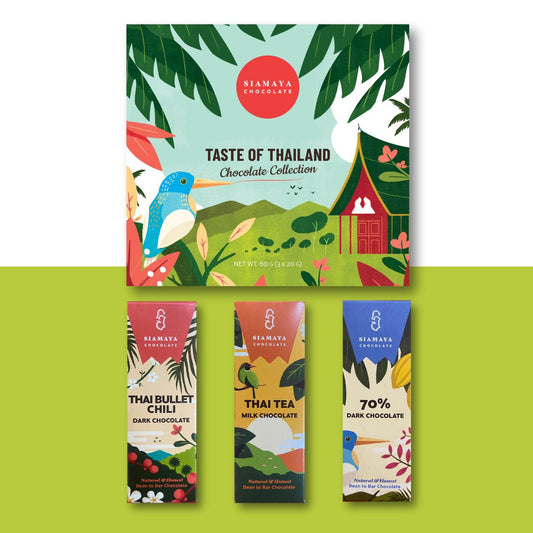 SIAMAYA
CHOCOLATE
TASTE OF THAILAND
Chocolate Collection
NET WT. 60 G (3 x 20 G)
SIAMAYA
CHOCOLATE
THAI BULLET
CHILI
DARK CHOCOLATE
Natural & Honest
Bean to Bar Chocolate
SIAMAYA
CHOCOLATE
THAI TEA
MILK CHOCOLATE
Natural & Honest
Bean to Bar Chocolate
SIAMAYA
CHOCOLATE
70%
DARK CHOCOLATE
Natural & Honest
Bean to Bar Chocolate